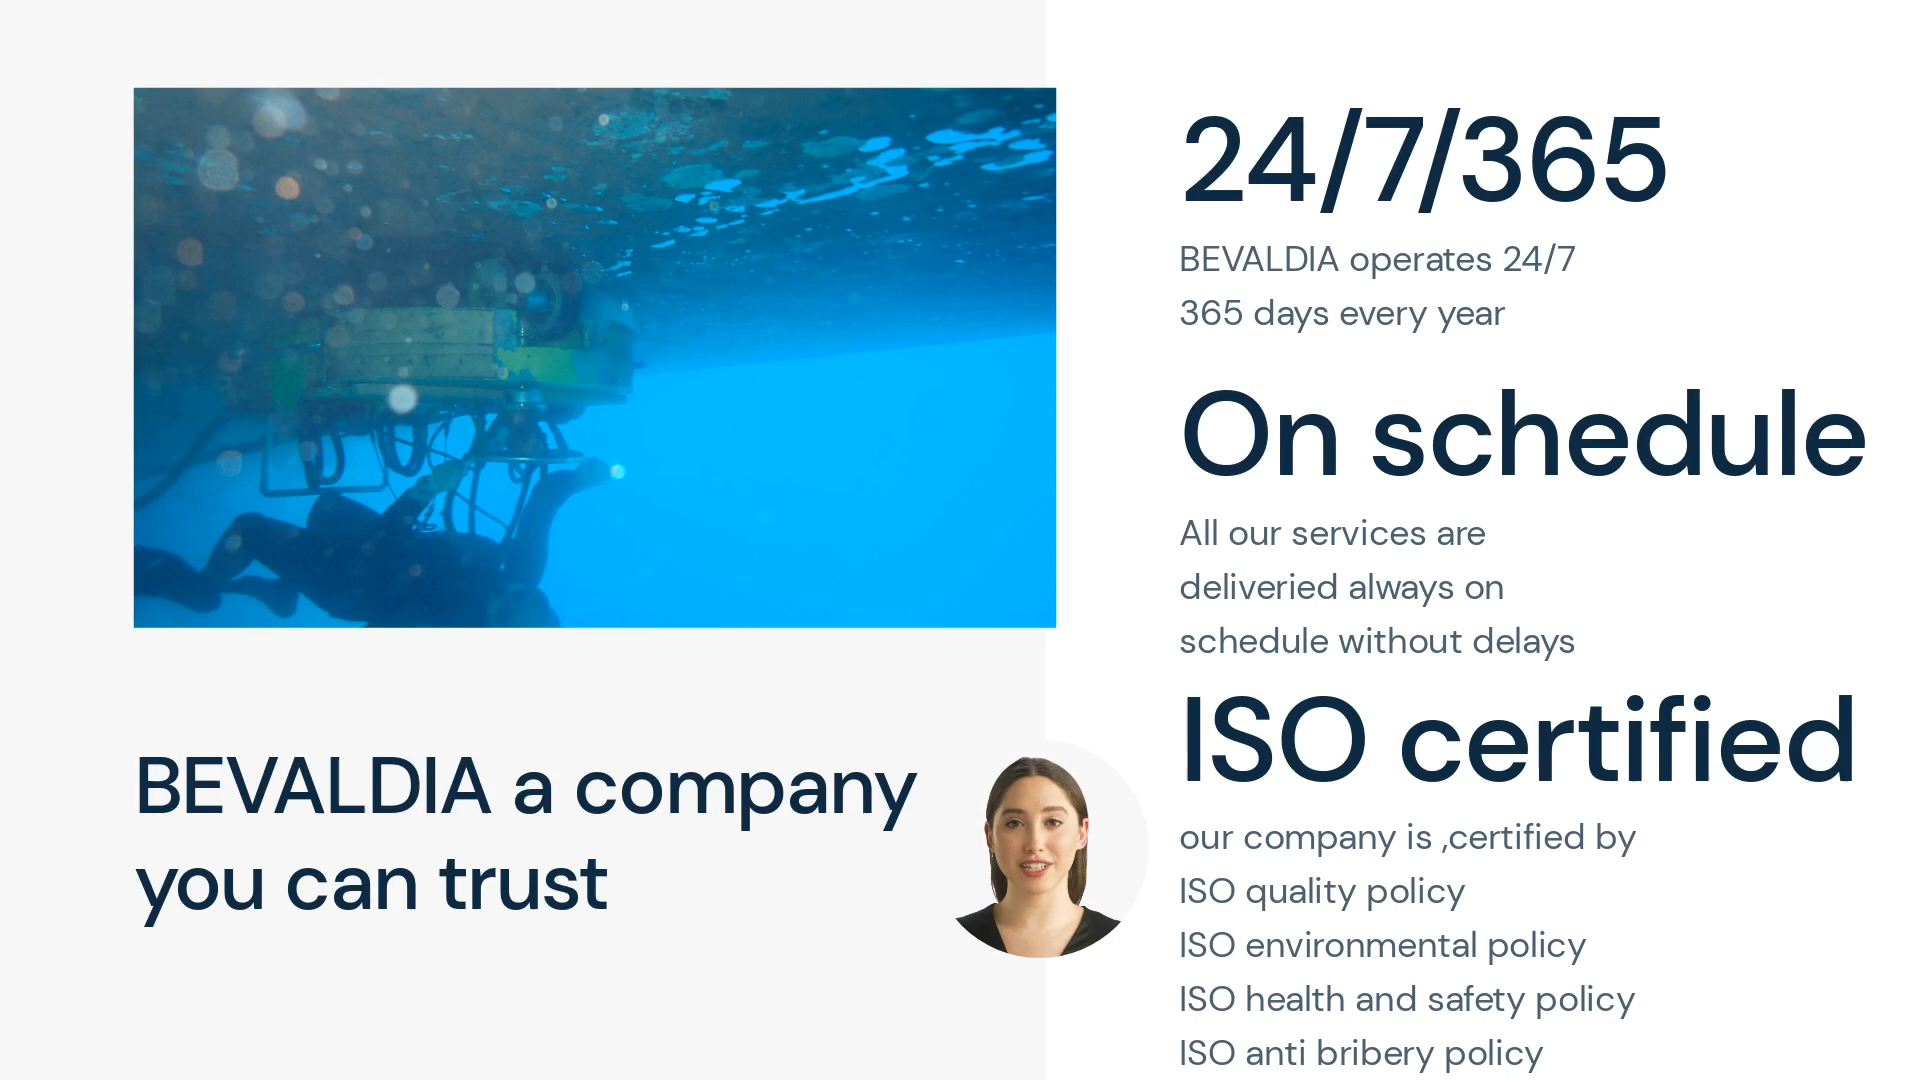 BEVALDIA a company
you can trust
24/7/365
BEVALDIA operates 24/7
365 days every year
On schedule
All our services are
deliveried always on
schedule without delays
ISO certified
our company is ,certified by
ISO quality policy
ISO environmental policy
ISO health and safety policy
ISO anti bribery policy